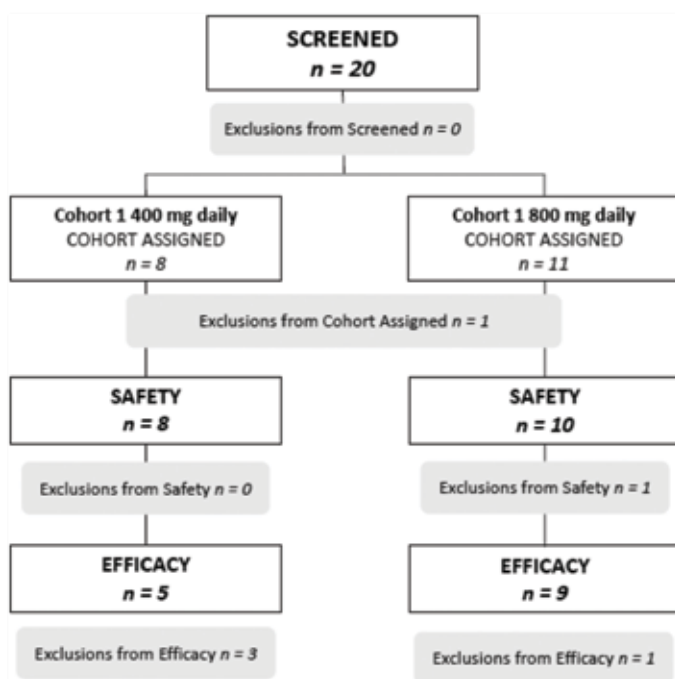 SCREENED
n = 20
Exclusions from Screened n = 0
Cohort 1 400 mg daily
COHORT ASSIGNED
n = 8
Cohort 1 800 mg daily
COHORT ASSIGNED
n = 11
Exclusions from Cohort Assigned n = 1
SAFETY
n = 8
SAFETY
n = 10
Exclusions from Safety n = 0
Exclusions from Safety n = 1
EFFICACY
n = 5
EFFICACY
n = 9
Exclusions from Efficacy n = 3
Exclusions from Efficacy n = 1